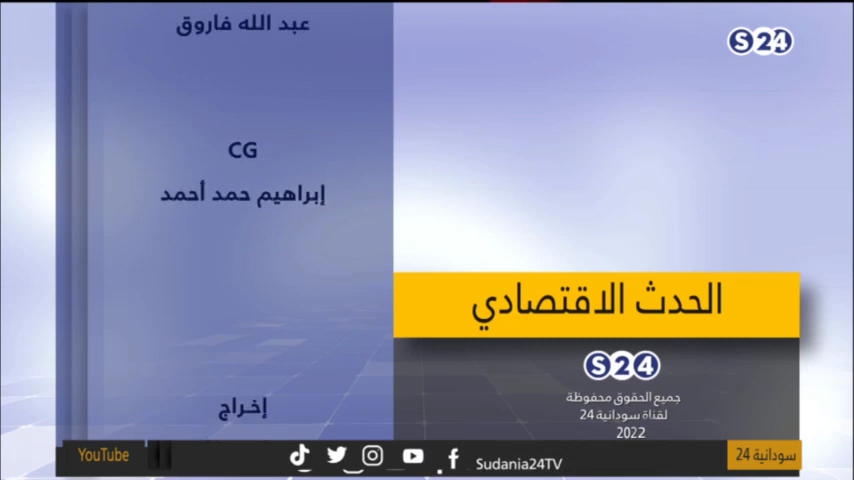 S24
عبد الله فاروق
CG
إبراهيم حمد أحمد
إخراج
الحدث الاقتصادي
S24
جميع الحقوق محفوظة
لقناة سودانية 24
2022
YouTube
Sudania24TV
سودانية 24